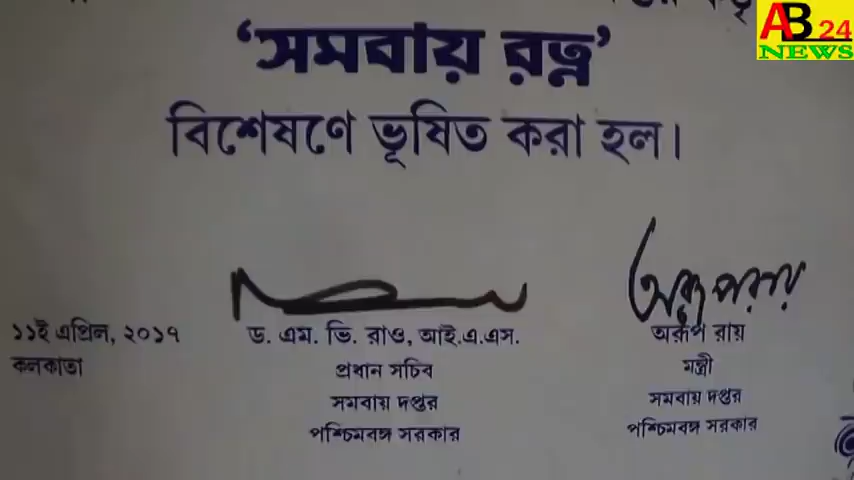 AB 24
NEWS
‘সমবায় রত্ন’
বিশেষণে ভূষিত করা হল।
অরূপ রায়
১১ই এপ্রিল, ২০১৭
কলকাতা
ড. এম. ভি. রাও, আই.এ.এস.
প্রধান সচিব
সমবায় দপ্তর
পশ্চিমবঙ্গ সরকার
অরূপ রায়
মন্ত্রী
সমবায় দপ্তর
পশ্চিমবঙ্গ সরকার